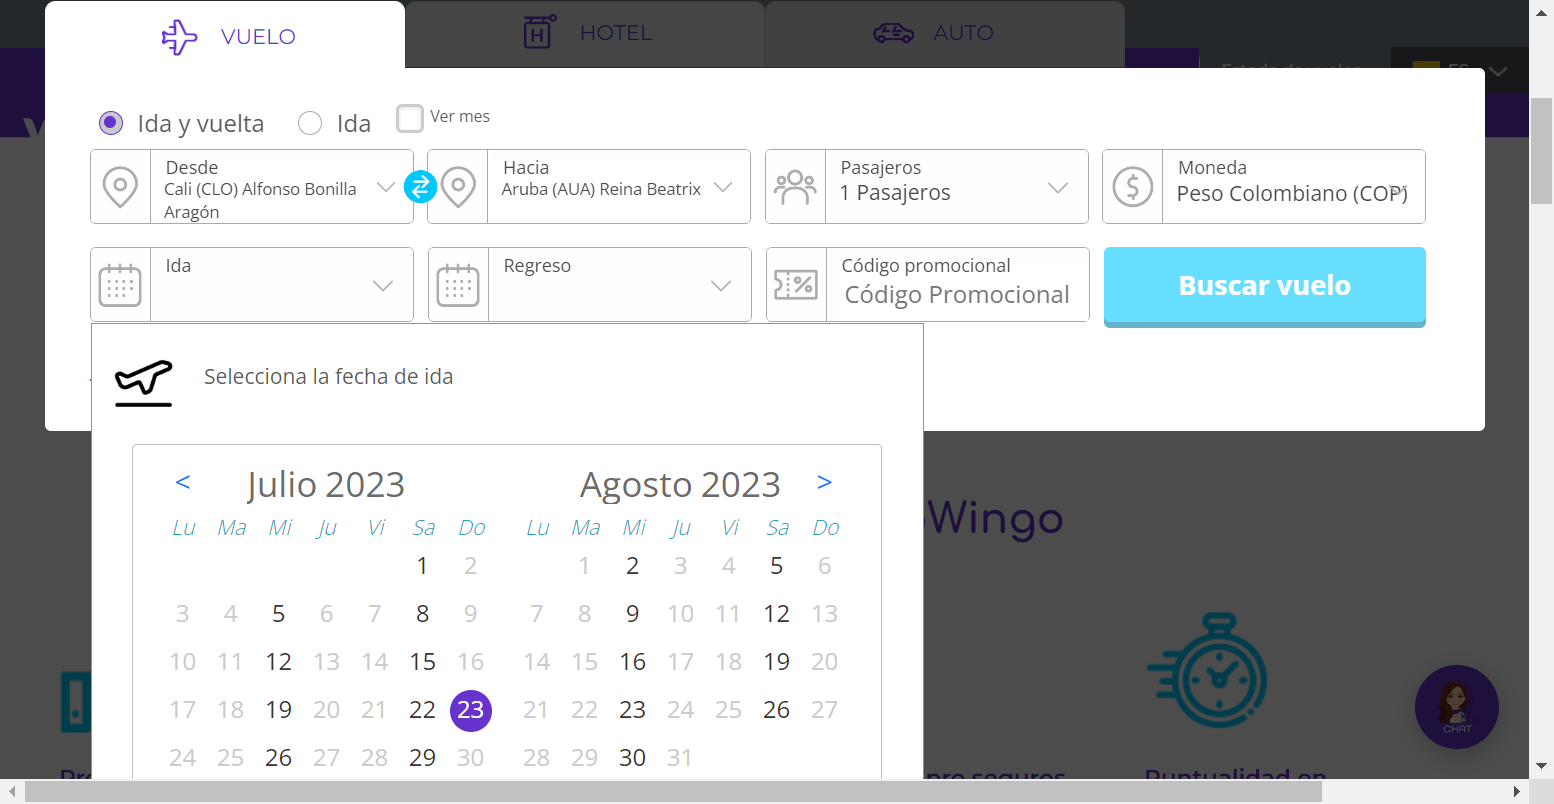 VUELO
HOTEL
AUTO
ES
Ida y vuelta
Ida
Ver mes
Desde
Cali (CLO) Alfonso Bonilla
Aragón
Hacia
Aruba (AUA) Reina Beatrix
Pasajeros
1 Pasajeros
Moneda
Peso Colombiano (COP)
Ida
Regreso
Código promocional
Código Promocional
Buscar vuelo
Selecciona la fecha de ida
< Julio 2023 Agosto 2023 >
Lu Ma Mi Ju Vi Sa Do Lu Ma Mi Ju Vi Sa Do
1 2 1 2 3 4 5 6
3 4 5 6 7 8 9 7 8 9 10 11 12 13
10 11 12 13 14 15 16 14 15 16 17 18 19 20
17 18 19 20 21 22 23 21 22 23 24 25 26 27
24 25 26 27 28 29 30 28 29 30 31
Wingo
CHAT
seguros
Puntualidad en